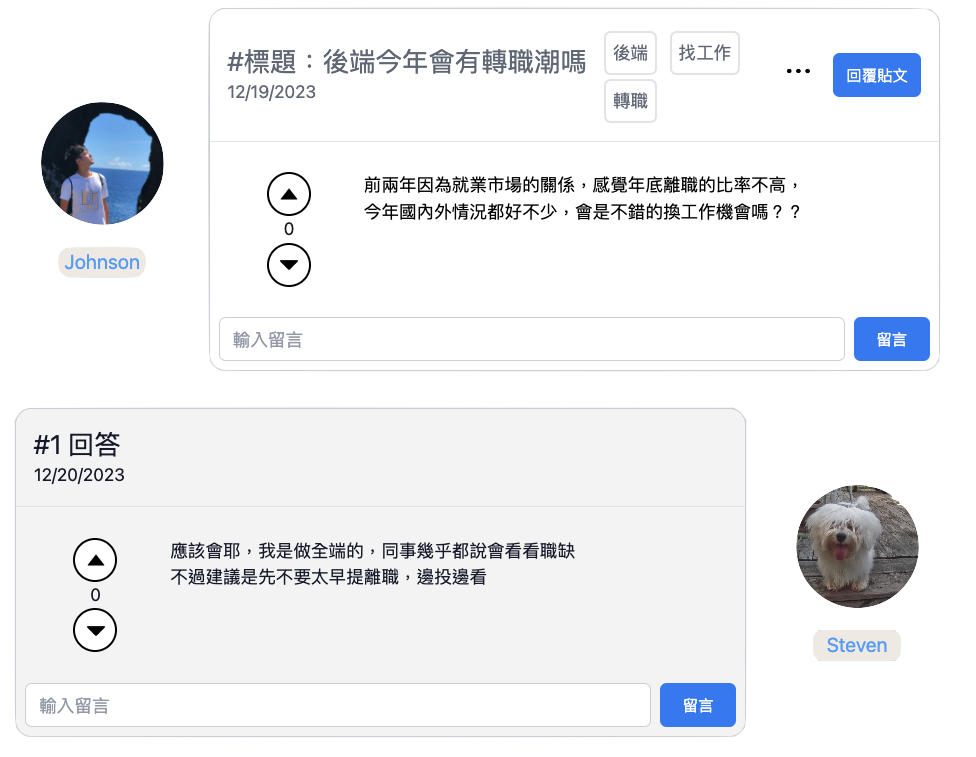 #標題：後端今年會有轉職潮嗎
12/19/2023
後端
找工作
轉職
回覆貼文
Johnson
前兩年因為就業市場的關係，感覺年底離職的比率不高，
今年國內外情況都好不少，會是不錯的換工作機會嗎？？
0
輸入留言
留言
#1 回答
12/20/2023
應該會耶，我是做全端的，同事幾乎都說會看看職缺
不過建議是先不要太早提離職，邊投邊看
0
Steven
輸入留言
留言